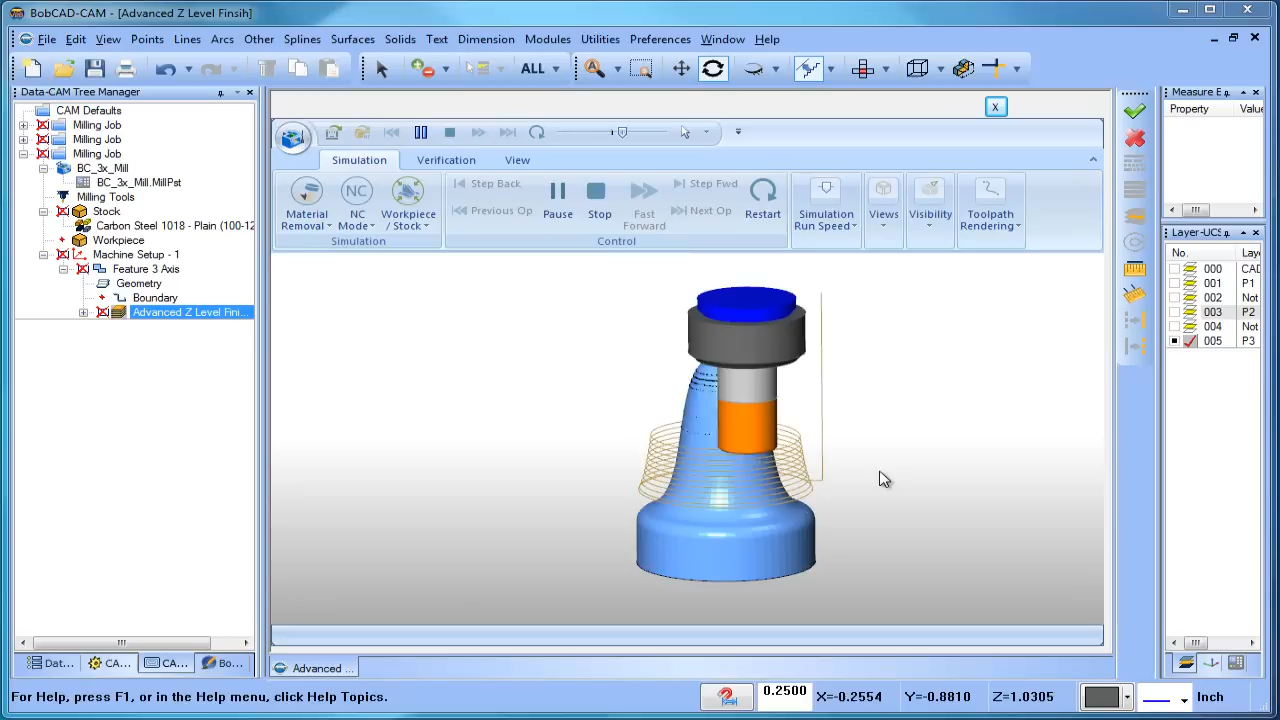 BobCAD-CAM - [Advanced Z Level Finsih]
File Edit View Points Lines Arcs Other Splines Surfaces Solids Text Dimension Modules Utilities Preferences Window Help
ALL
Data-CAM Tree Manager
CAM Defaults
Milling Job
Milling Job
Milling Job
BC_3x_Mill
BC_3x_Mill.MillPst
Milling Tools
Stock
Carbon Steel 1018 - Plain (100-12
Workpiece
Machine Setup - 1
Feature 3 Axis
Geometry
Boundary
Advanced Z Level Fini...
Dat... CA... CA... Bo...
X
Simulation Verification View
Material Removal
NC
NC Mode
Workpiece / Stock
Simulation
Step Back
Previous Op
Pause
Stop
Fast Forward
Step Fwd
Next Op
Restart
Control
Simulation Run Speed
Views
Visibility
Toolpath Rendering
Advanced ...
Measure E
Property Value
Layer-UCS
No. Laye
000 CAD
001 P1
002 Not
003 P2
004 Not
005 P3
For Help, press F1, or in the Help menu, click Help Topics.
0.2500 X=-0.2554 Y=-0.8810 Z=1.0305 Inch